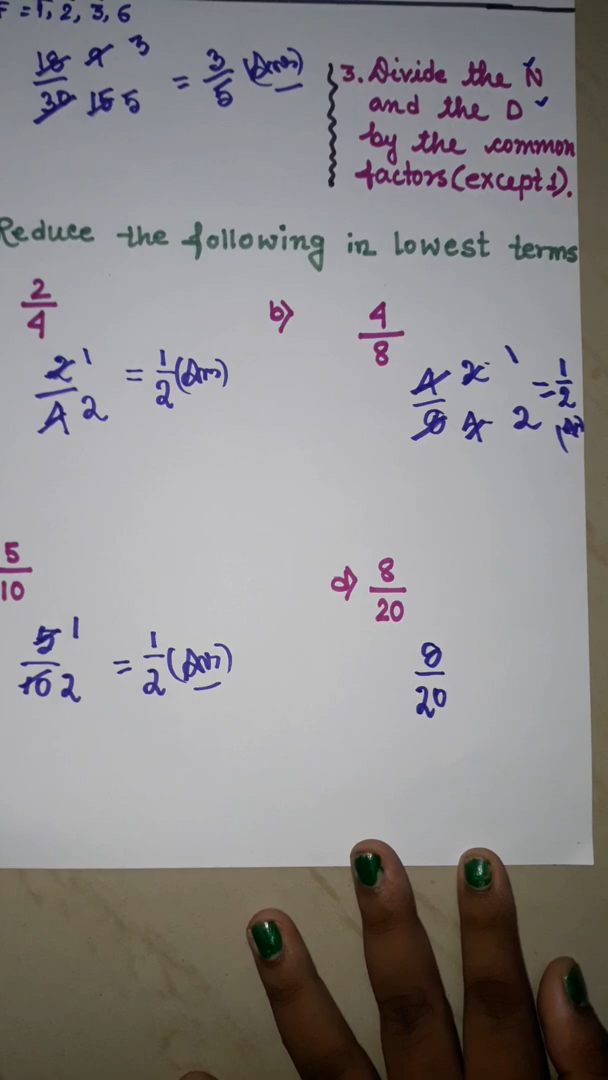 F = 1, 2, 3, 6
18 9 3
30 15 5
= 3/5 (Ans)
3. Divide the N
and the D
by the common
factors (except 1).
Reduce the following in lowest terms
2/4
b) 4/8
2 1
4 2
= 1/2 (Ans)
4 2 1
8 4 2
= 1/2
(Ans)
5/10
d) 8/20
5 1
10 2
= 1/2 (Ans)
8/20